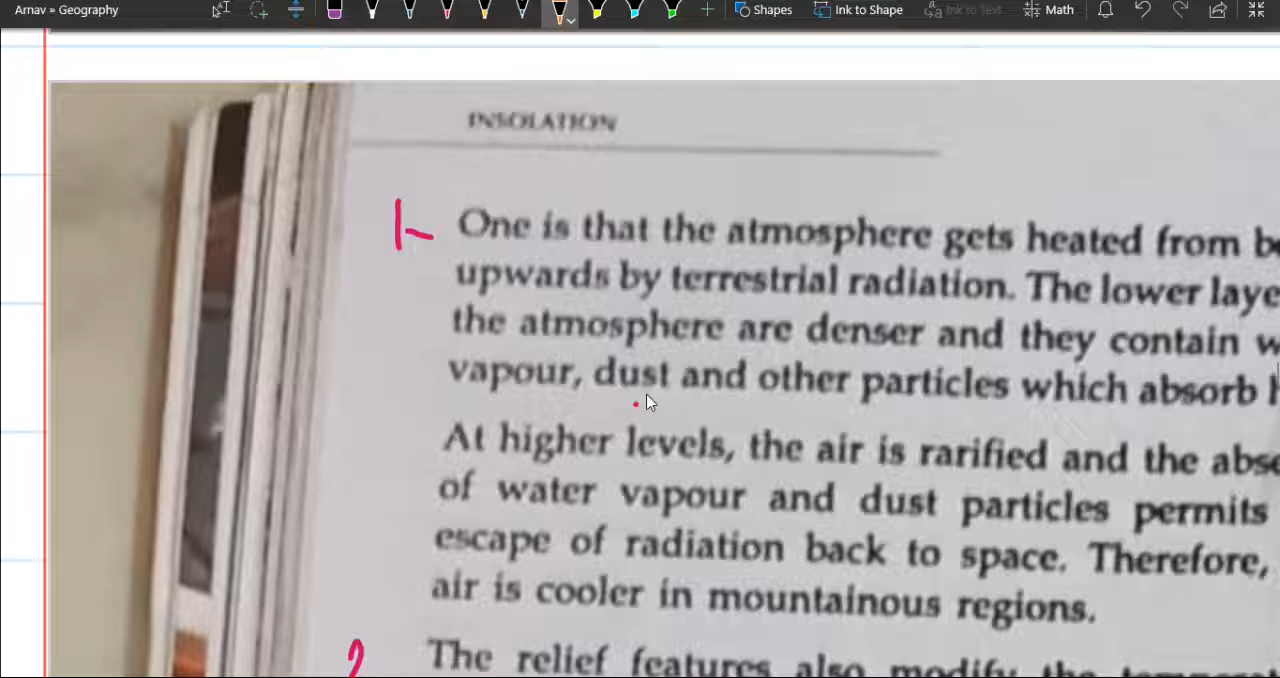 Arnav » Geography Shapes Ink to Shape Ink to Text Math
INSOLATION
1- One is that the atmosphere gets heated from
upwards by terrestrial radiation. The lower
the atmosphere are denser and they contain
vapour, dust and other particles which absorb
At higher levels, the air is rarified and the
of water vapour and dust particles permits
escape of radiation back to space. Therefore,
air is cooler in mountainous regions.
2 The relief features also modify the